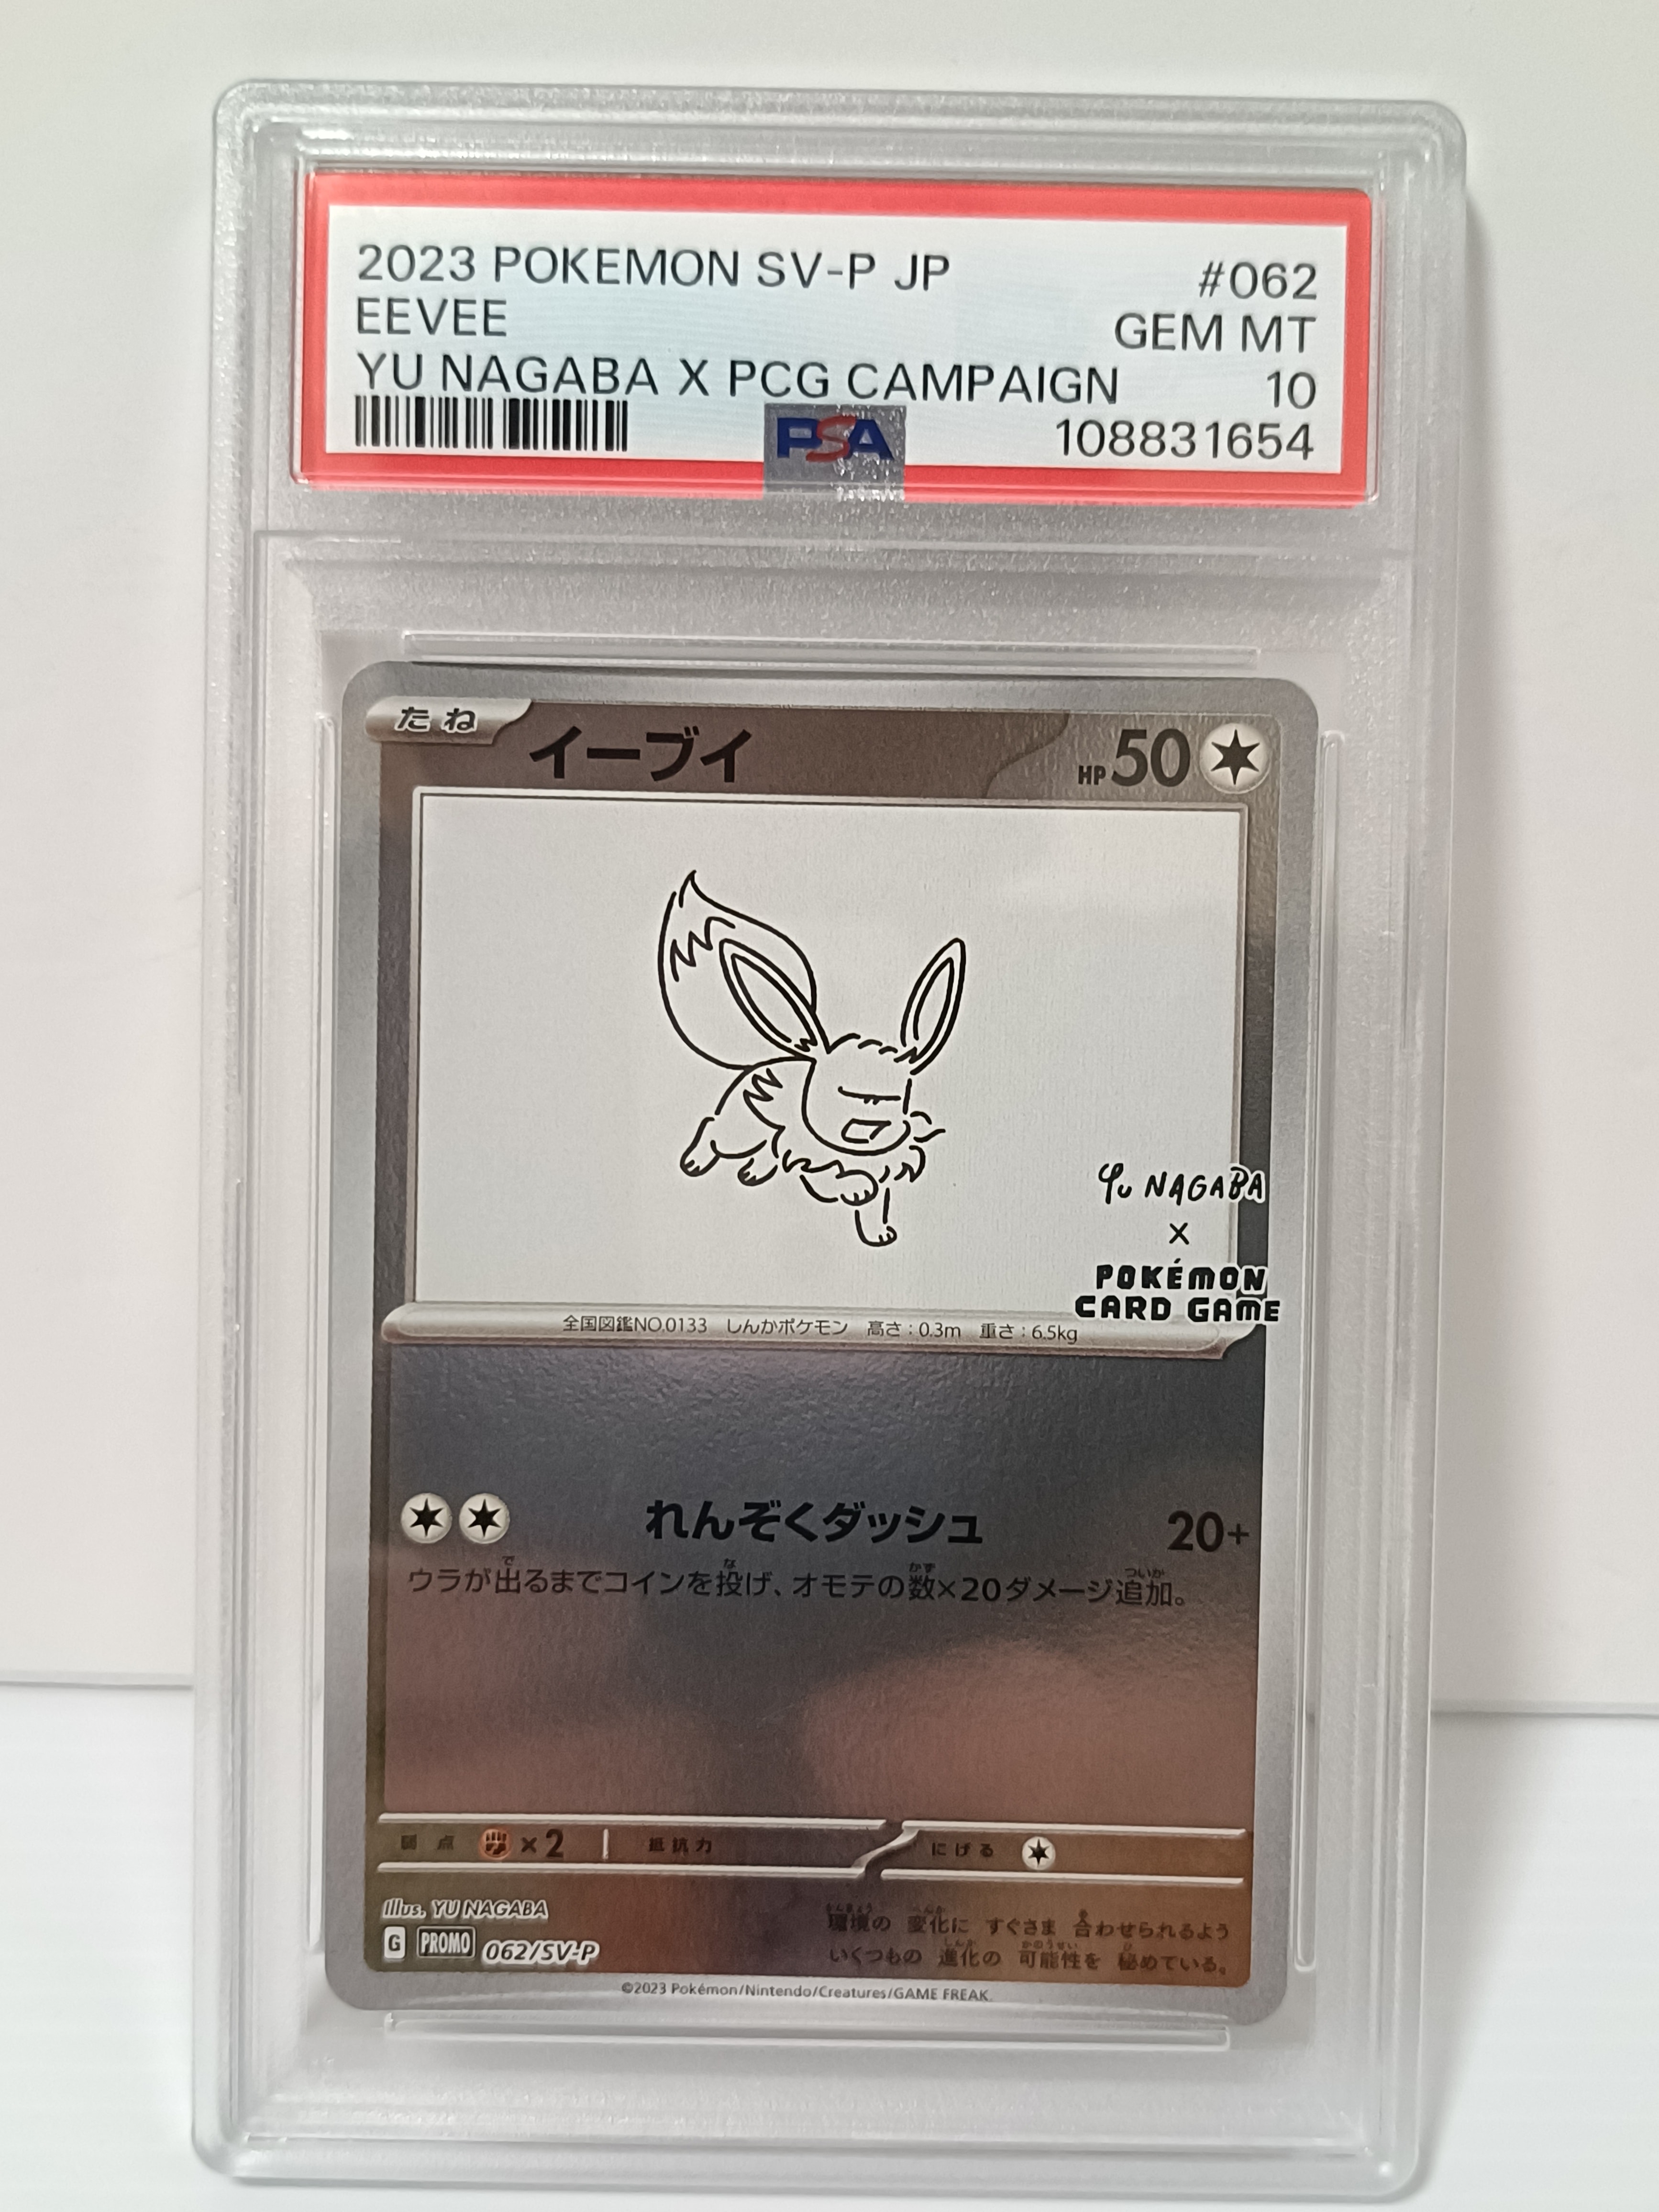 2023 POKEMON SV-P JP #062
EEVEE GEM MT
YU NAGABA X PCG CAMPAIGN 10
PSA 108831654
たね イーブイ HP 50
YU NAGABA
X
POKÉMON
CARD GAME
全国図鑑NO.0133 しんかポケモン 高さ:0.3m 重さ:6.5kg
れんぞくダッシュ 20+
ウラが出るまでコインを投げ、オモテの数×20ダメージ追加。
弱点 ×2 抵抗力 にげる
Illus. YU NAGABA
環境の 変化に すぐさま 合わせられるよう
G PROMO 062/SV-P
いくつもの 進化の 可能性を 秘めている。
©2023 Pokémon/Nintendo/Creatures/GAME FREAK.